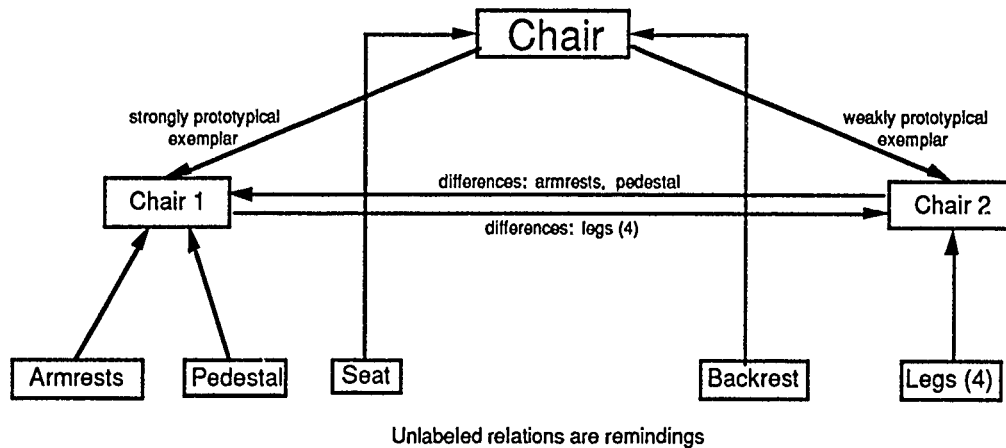 Chair
strongly prototypical
exemplar
weakly prototypical
exemplar
Chair 1
differences: armrests, pedestal
differences: legs (4)
Chair 2
Armrests
Pedestal
Seat
Backrest
Legs (4)
Unlabeled relations are remindings